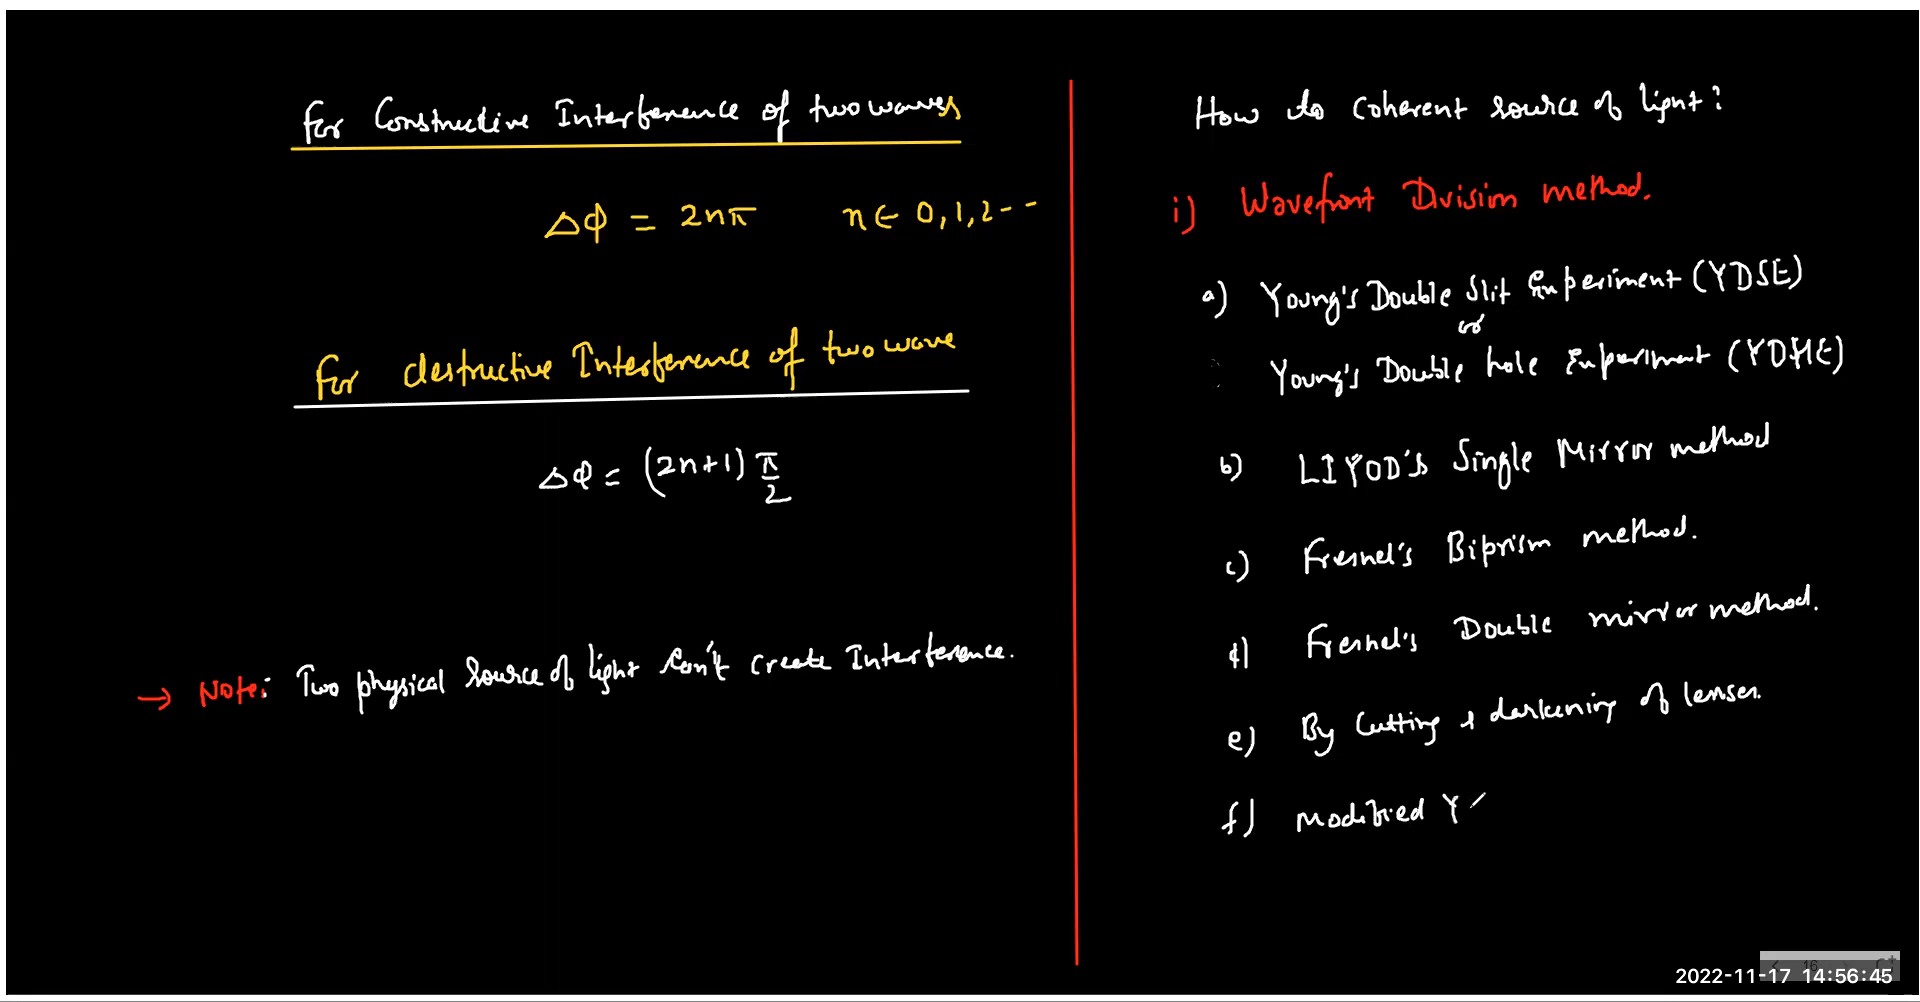 For Constructive Interference of two waves
Δφ = 2nπ n ∈ 0,1,2--
For destructive Interference of two wave
Δφ = (2n+1) π/2
→ Note: Two physical Source of light can't create Interference.
How to Coherent source of light?
i) Wavefront Division method.
a) Young's Double Slit Experiment (YDSE)
or
Young's Double hole Experiment (YDHE)
b) LIYOD's Single Mirror method
c) Fresnel's Biprism method.
d) Fresnel's Double mirror method.
e) By Cutting & darkening of lenses.
f) Modified Y
16
2022-11-17 14:56:45